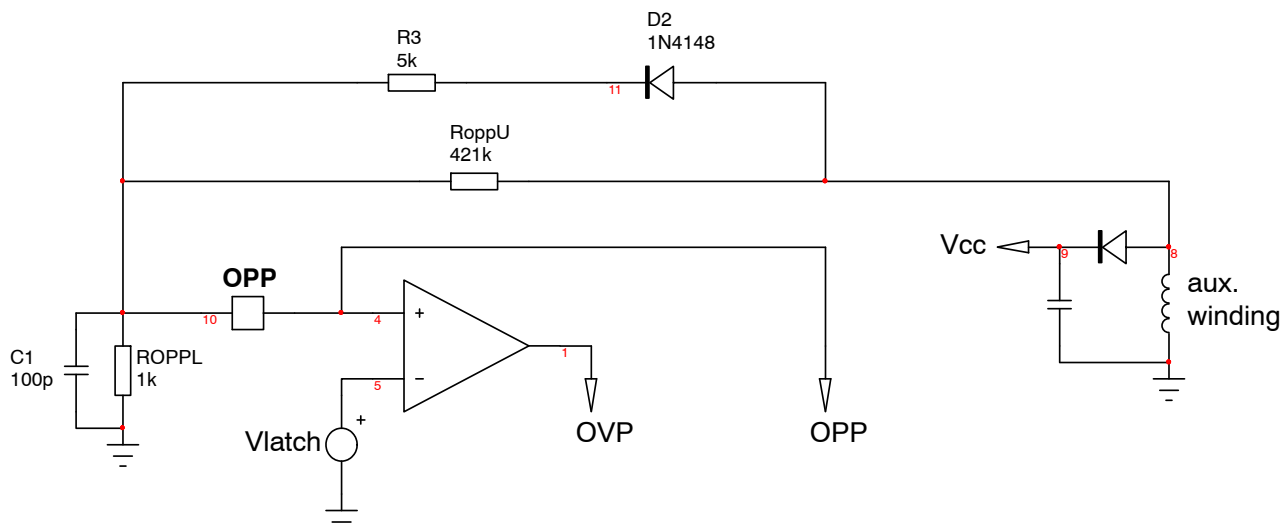 D2
1N4148
R3
5k
11
RoppU
421k
Vcc
9
8
OPP
aux.
winding
10
4
+
C1
100p
ROPPL
1k
1
5
−
+
Vlatch
OVP
OPP